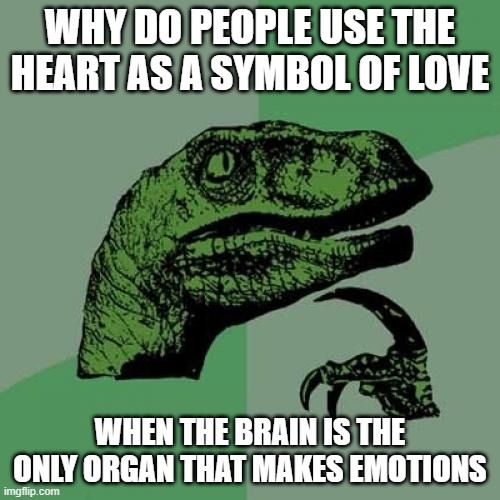 WHY DO PEOPLE USE THE
HEART AS A SYMBOL OF LOVE
WHEN THE BRAIN IS THE
ONLY ORGAN THAT MAKES EMOTIONS
imgflip.com